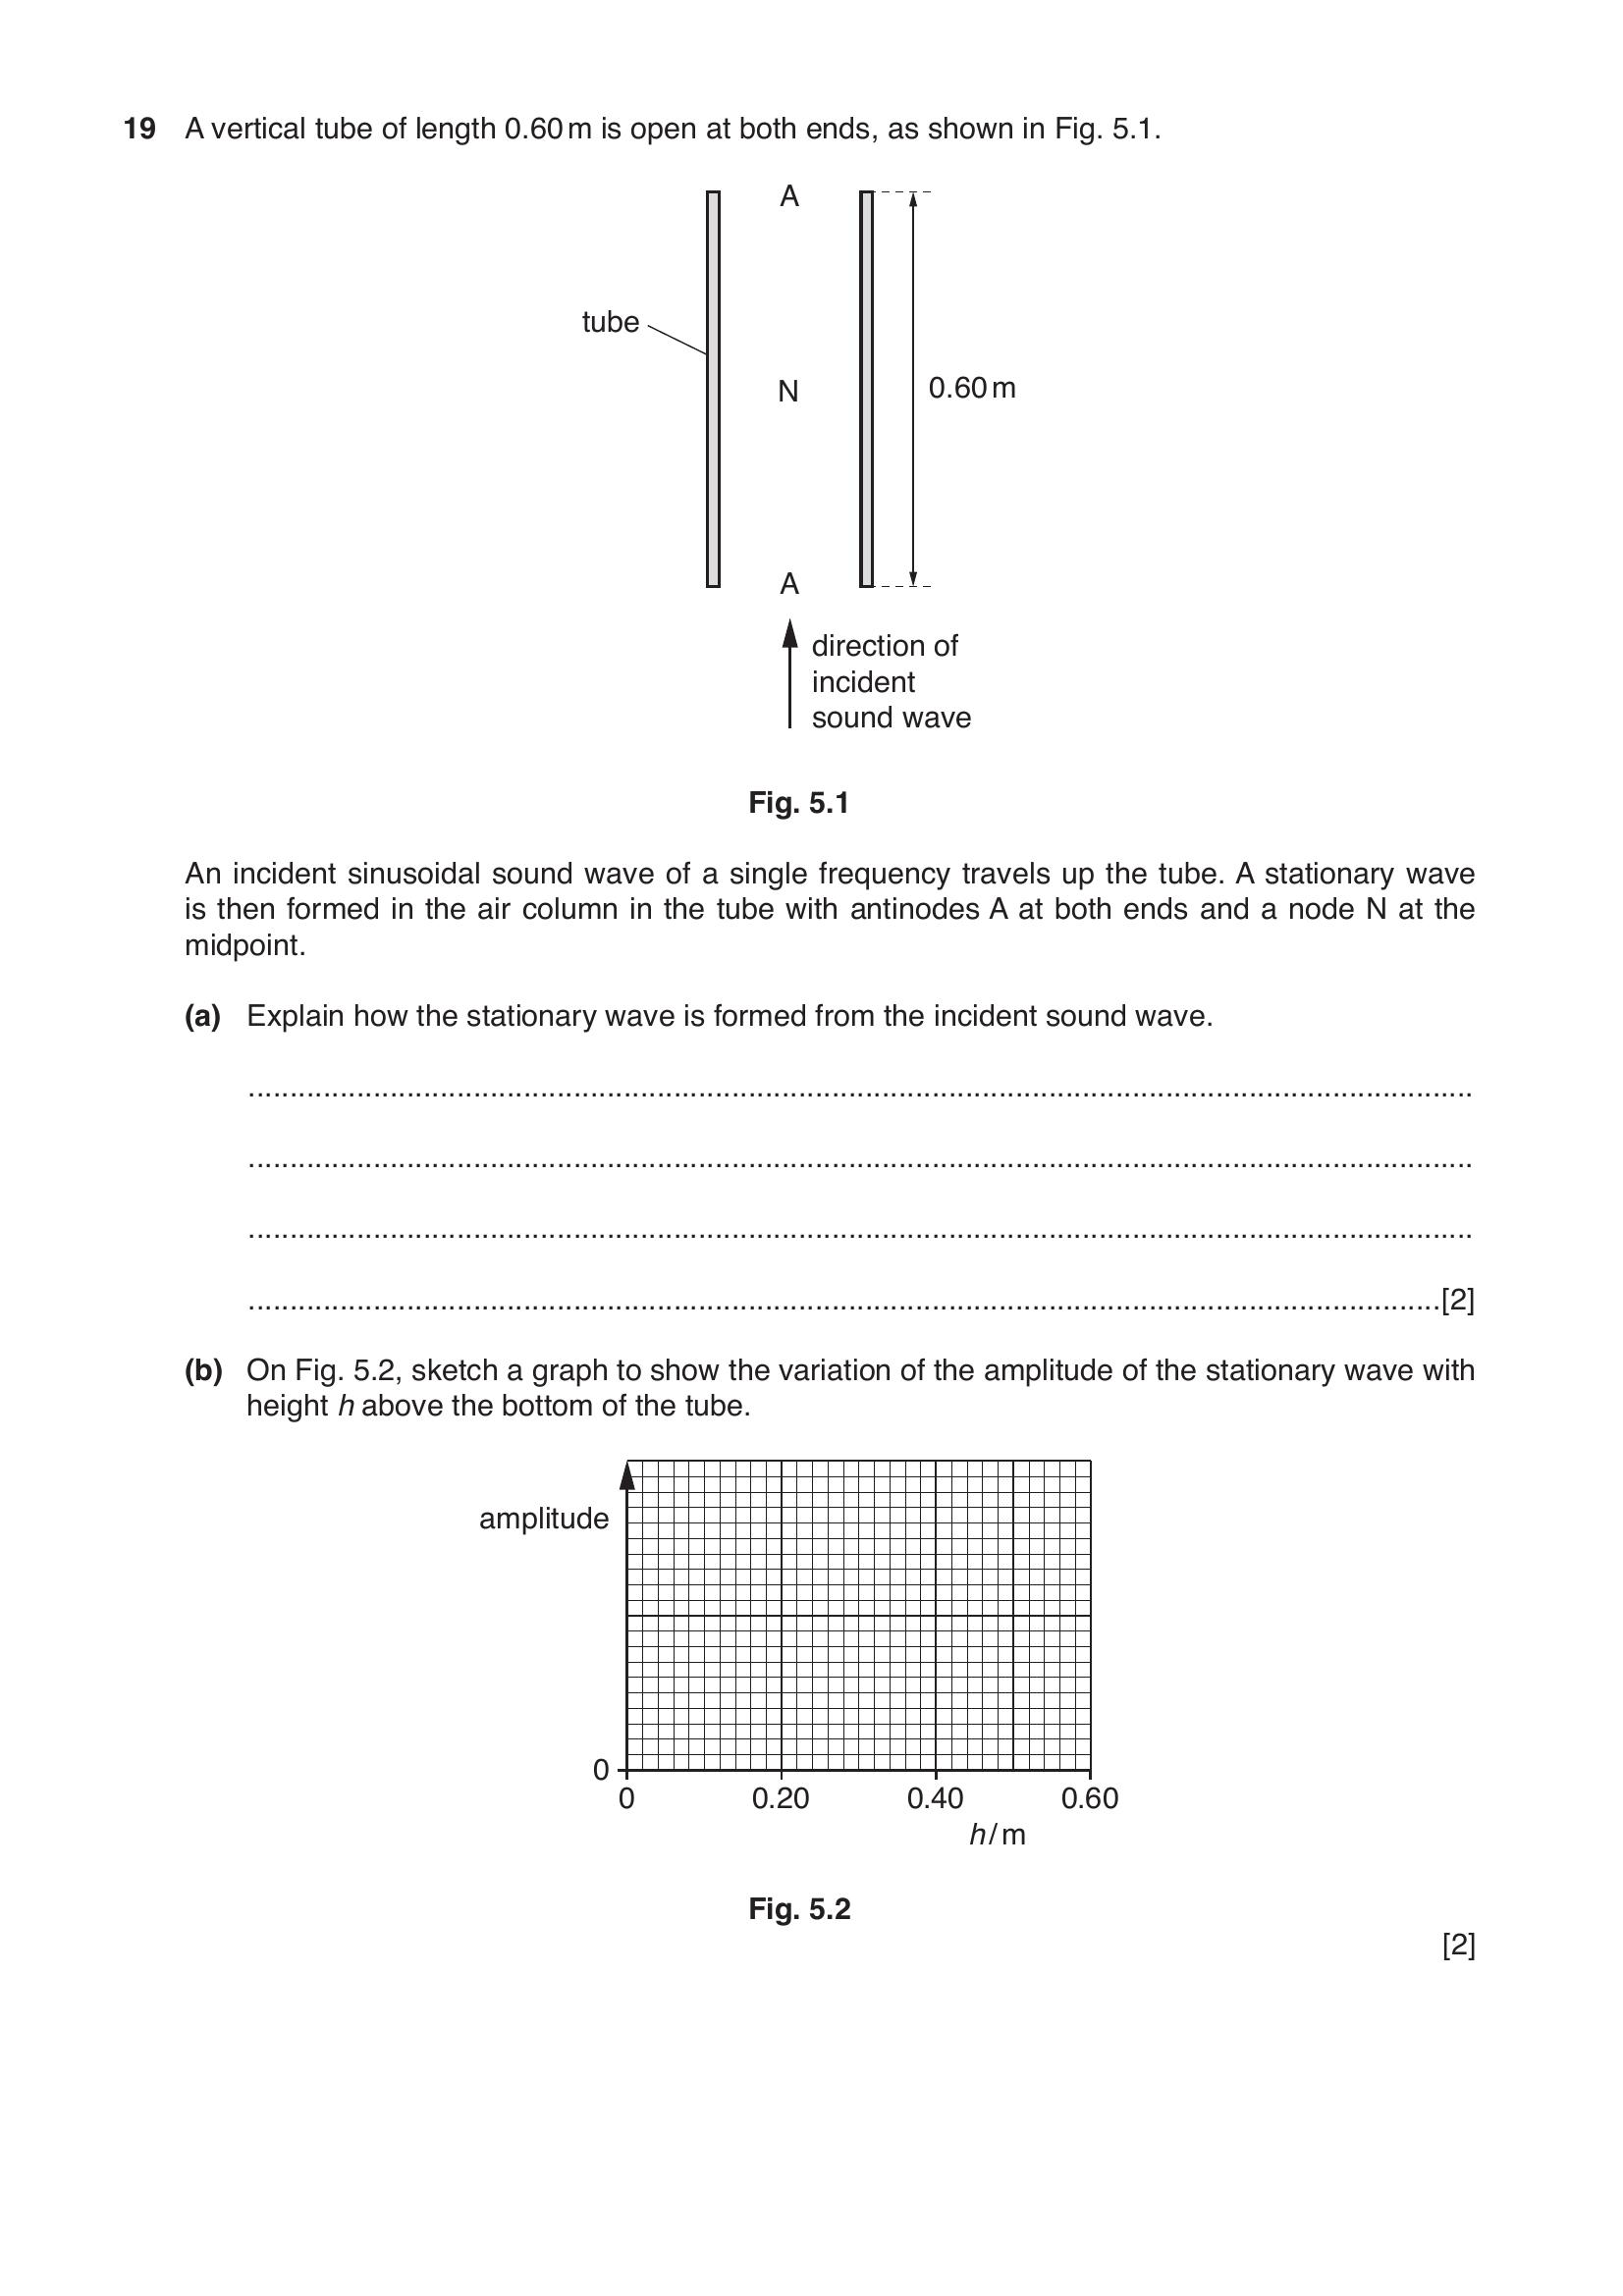 19 A vertical tube of length 0.60 m is open at both ends, as shown in Fig. 5.1.
A
tube
N
0.60 m
A
direction of
incident
sound wave
Fig. 5.1
An incident sinusoidal sound wave of a single frequency travels up the tube. A stationary wave
is then formed in the air column in the tube with antinodes A at both ends and a node N at the
midpoint.
(a) Explain how the stationary wave is formed from the incident sound wave.
[2]
(b) On Fig. 5.2, sketch a graph to show the variation of the amplitude of the stationary wave with
height h above the bottom of the tube.
amplitude
0
0 0.20 0.40 0.60
h/m
Fig. 5.2
[2]